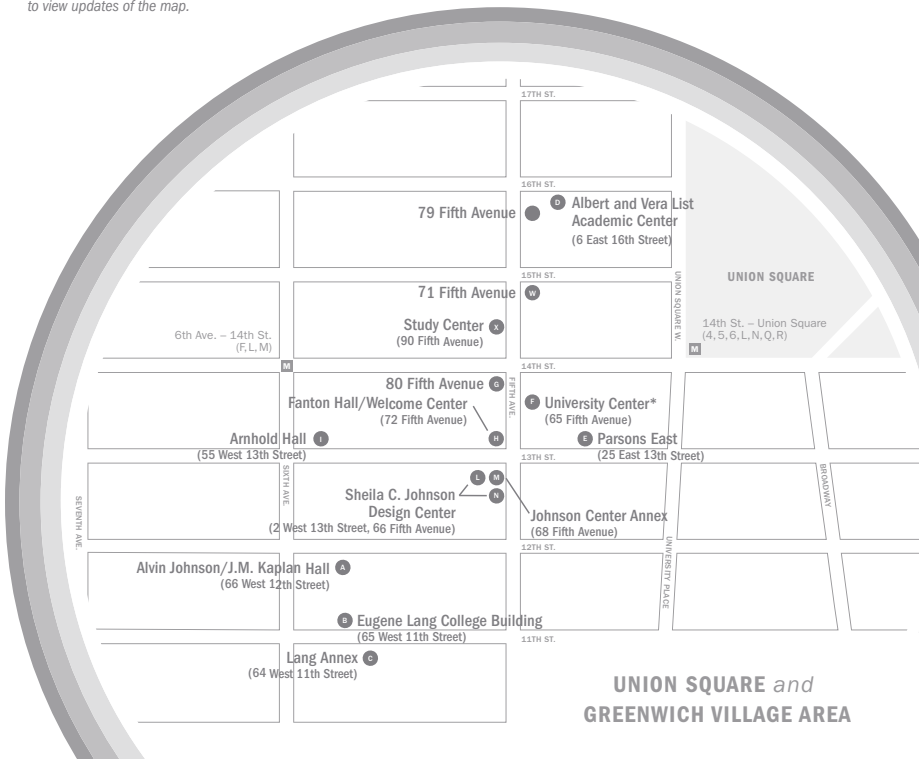 to view updates of the map.
17TH ST.
16TH ST.
79 Fifth Avenue
D
Albert and Vera List
Academic Center
(6 East 16th Street)
15TH ST.
UNION SQUARE W.
UNION SQUARE
71 Fifth Avenue
W
Study Center
X
(90 Fifth Avenue)
6th Ave. – 14th St.
(F, L, M)
M
14th St. – Union Square
(4,5,6,L,N,Q,R)
M
14TH ST.
80 Fifth Avenue
G
FIFTH AVE.
Fanton Hall/Welcome Center
(72 Fifth Avenue)
H
F
University Center*
(65 Fifth Avenue)
Arnhold Hall
I
(55 West 13th Street)
E
Parsons East
(25 East 13th Street)
13TH ST.
SEVENTH AVE.
SIXTH AVE.
BROADWAY
L
M
N
Sheila C. Johnson
Design Center
(2 West 13th Street, 66 Fifth Avenue)
Johnson Center Annex
(68 Fifth Avenue)
12TH ST.
UNIVERSITY PLACE
Alvin Johnson/J.M. Kaplan Hall
A
(66 West 12th Street)
B
Eugene Lang College Building
(65 West 11th Street)
11TH ST.
Lang Annex
C
(64 West 11th Street)
UNION SQUARE and
GREENWICH VILLAGE AREA